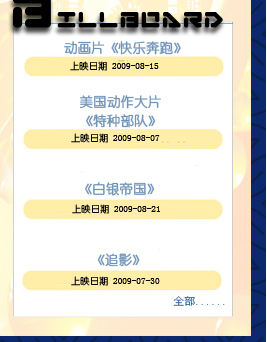 BILLBOARD
动画片《快乐奔跑》
上映日期 2009-08-15
美国动作大片
《特种部队》
上映日期 2009-08-07
《白银帝国》
上映日期 2009-08-21
《追影》
上映日期 2009-07-30
全部......